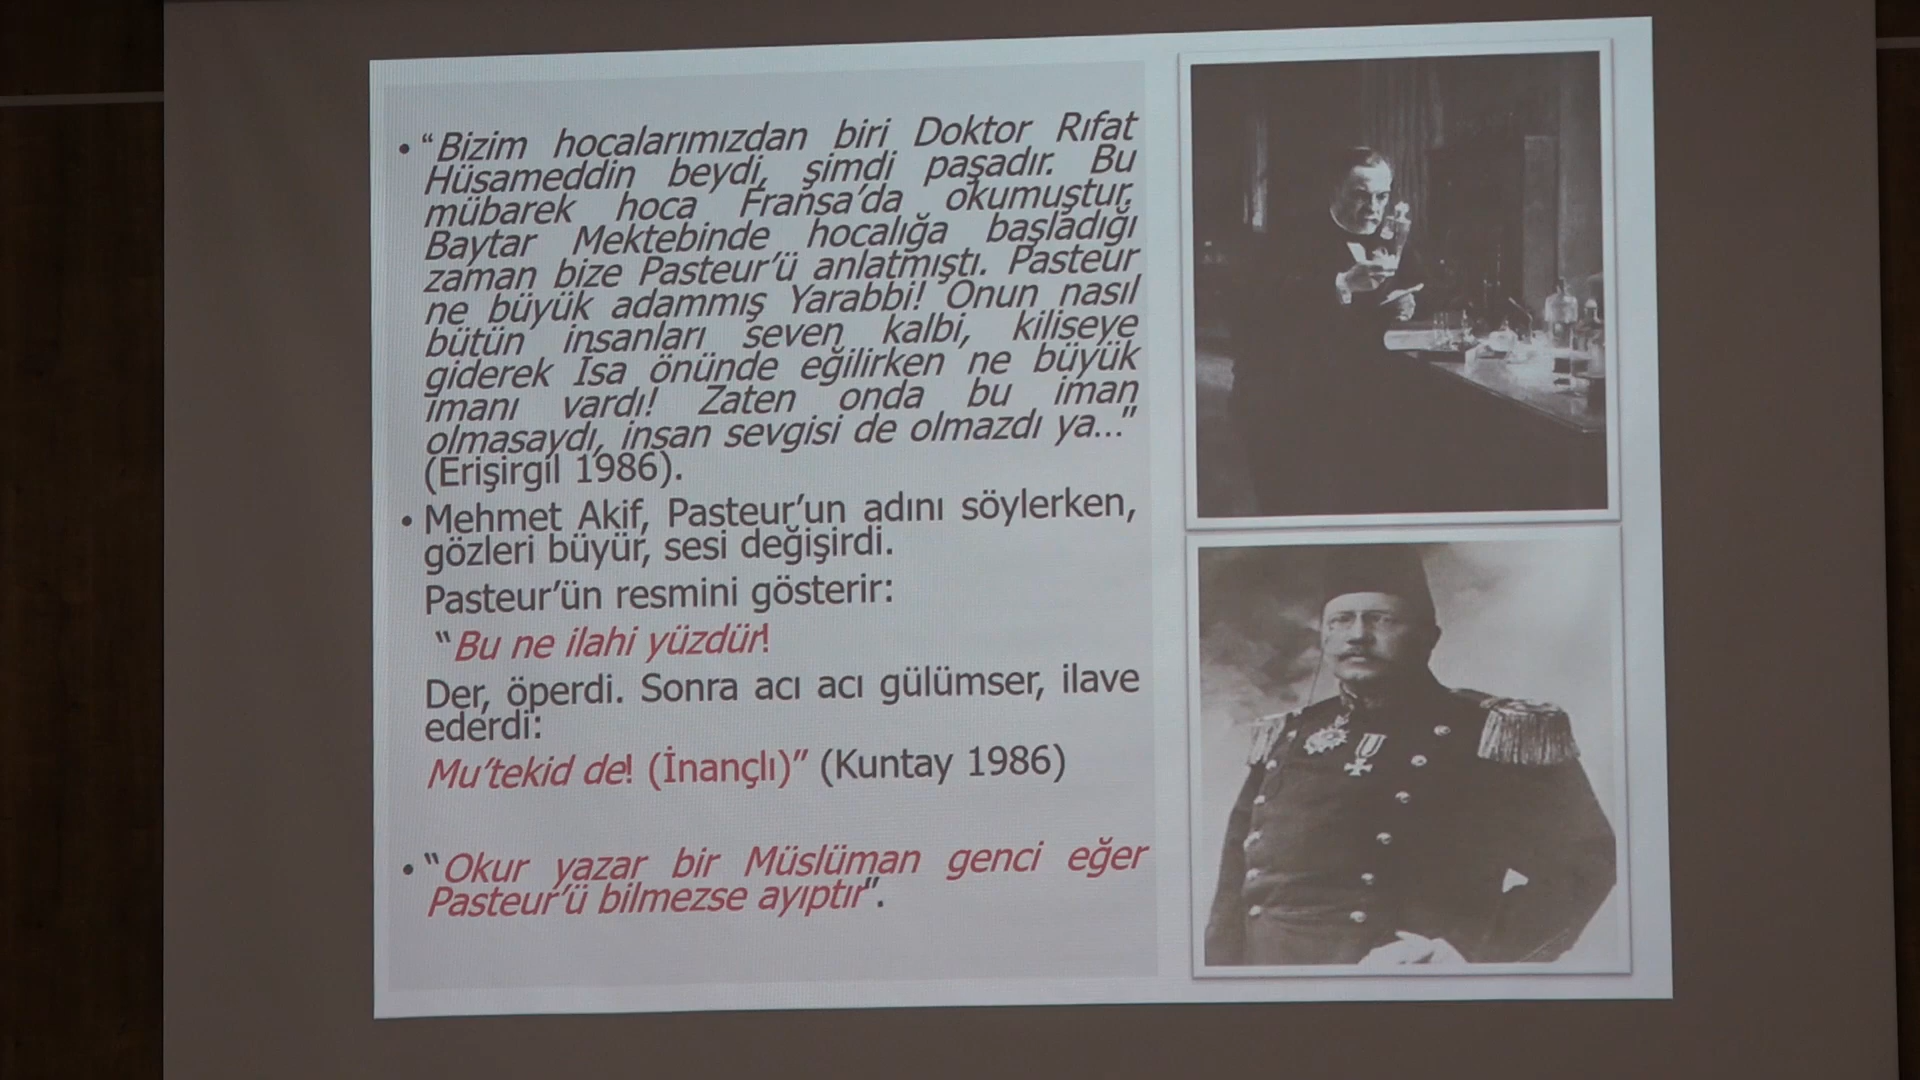 • “Bizim hocalarımızdan biri Doktor Rıfat
Hüsameddin beydi, şimdi paşadır. Bu
mübarek hoca Fransa’da okumuştur,
Baytar Mektebinde hocalığa başladığı
zaman bize Pasteur’ü anlatmıştı. Pasteur
ne büyük adammış Yarabbi! Onun nasıl
bütün insanları seven kalbi, kiliseye
giderek İsa önünde eğilirken ne büyük
imanı vardı! Zaten onda bu iman
olmasaydı, insan sevgisi de olmazdı ya...”
(Erişirgil 1986).
• Mehmet Akif, Pasteur’un adını söylerken,
gözleri büyür, sesi değişirdi.
Pasteur’ün resmini gösterir:
“Bu ne ilahi yüzdür!
Der, öperdi. Sonra acı acı gülümser, ilave
ederdi:
Mu’tekid de! (İnançlı)” (Kuntay 1986)
• “Okur yazar bir Müslüman genci eğer
Pasteur’ü bilmezse ayıptır”.